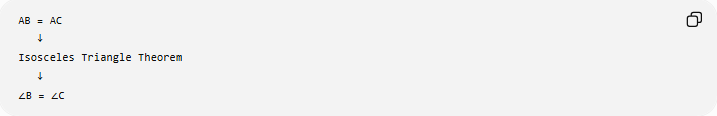 AB = AC
↓
Isosceles Triangle Theorem
↓
∠B = ∠C